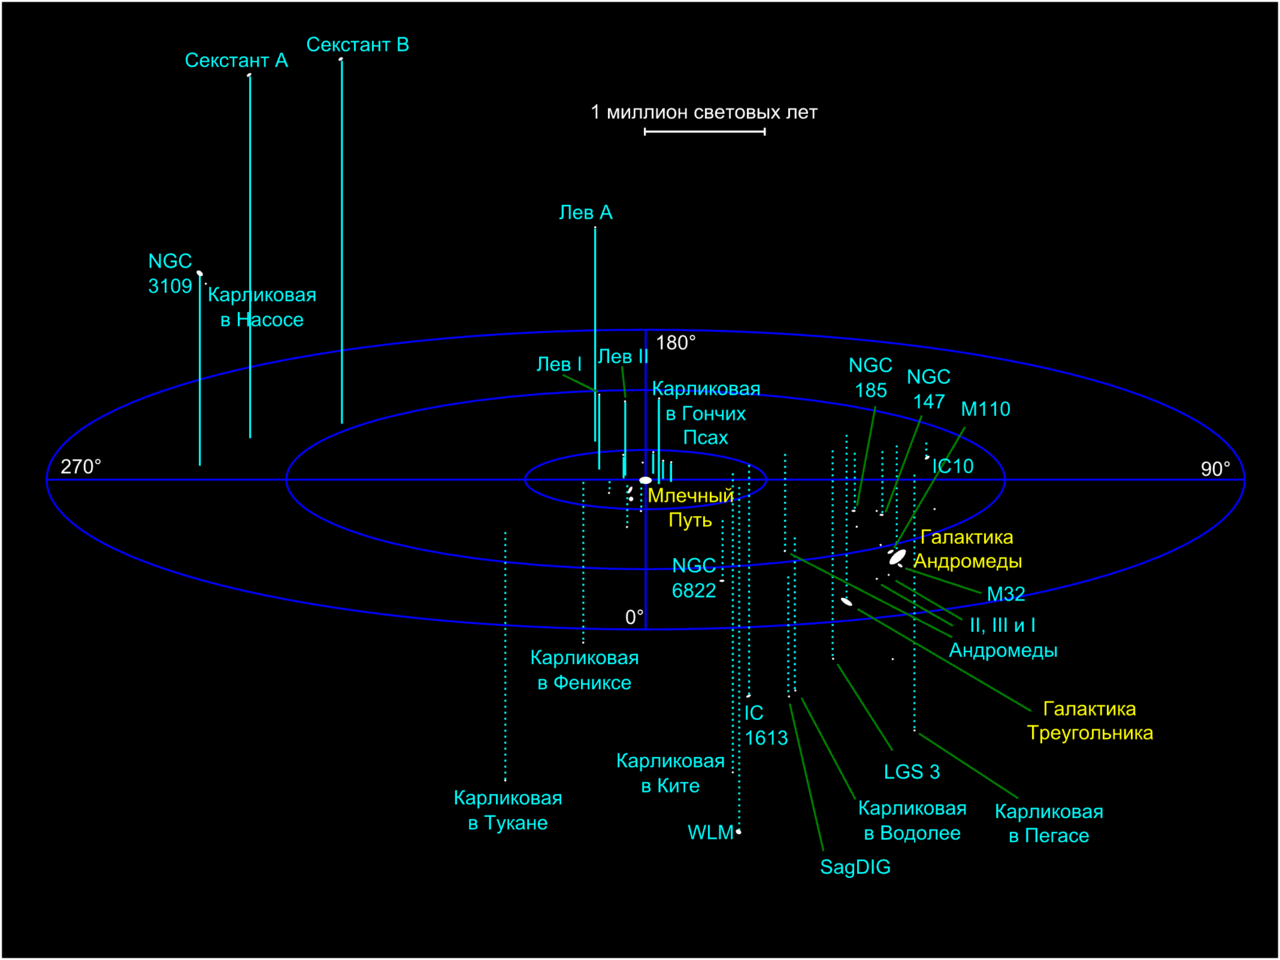 Секстант A
Секстант B
1 миллион световых лет
Лев A
NGC
3109
Карликовая
в Насосе
180°
Лев I
Лев II
Карликовая
в Гончих
Псах
NGC
185
NGC
147
M110
270°
IC10
90°
Млечный
Путь
Галактика
Андромеды
NGC
6822
M32
0°
II, III и I
Андромеды
Карликовая
в Фениксе
Галактика
Треугольника
IC
1613
Карликовая
в Ките
LGS 3
Карликовая
в Тукане
Карликовая
в Водолее
Карликовая
в Пегасе
WLM
SagDIG